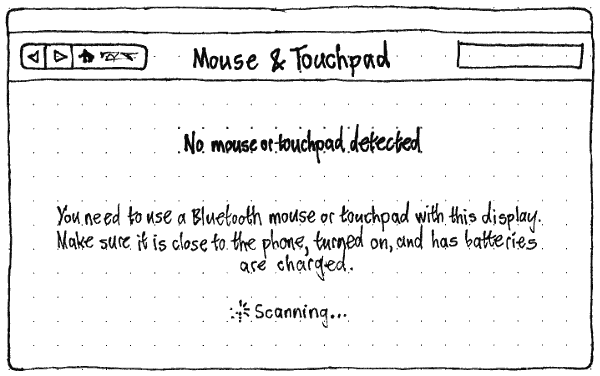 Mouse & Touchpad
No mouse or touchpad detected
You need to use a Bluetooth mouse or touchpad with this display.
Make sure it is close to the phone, turned on, and has batteries
are charged.
Scanning...